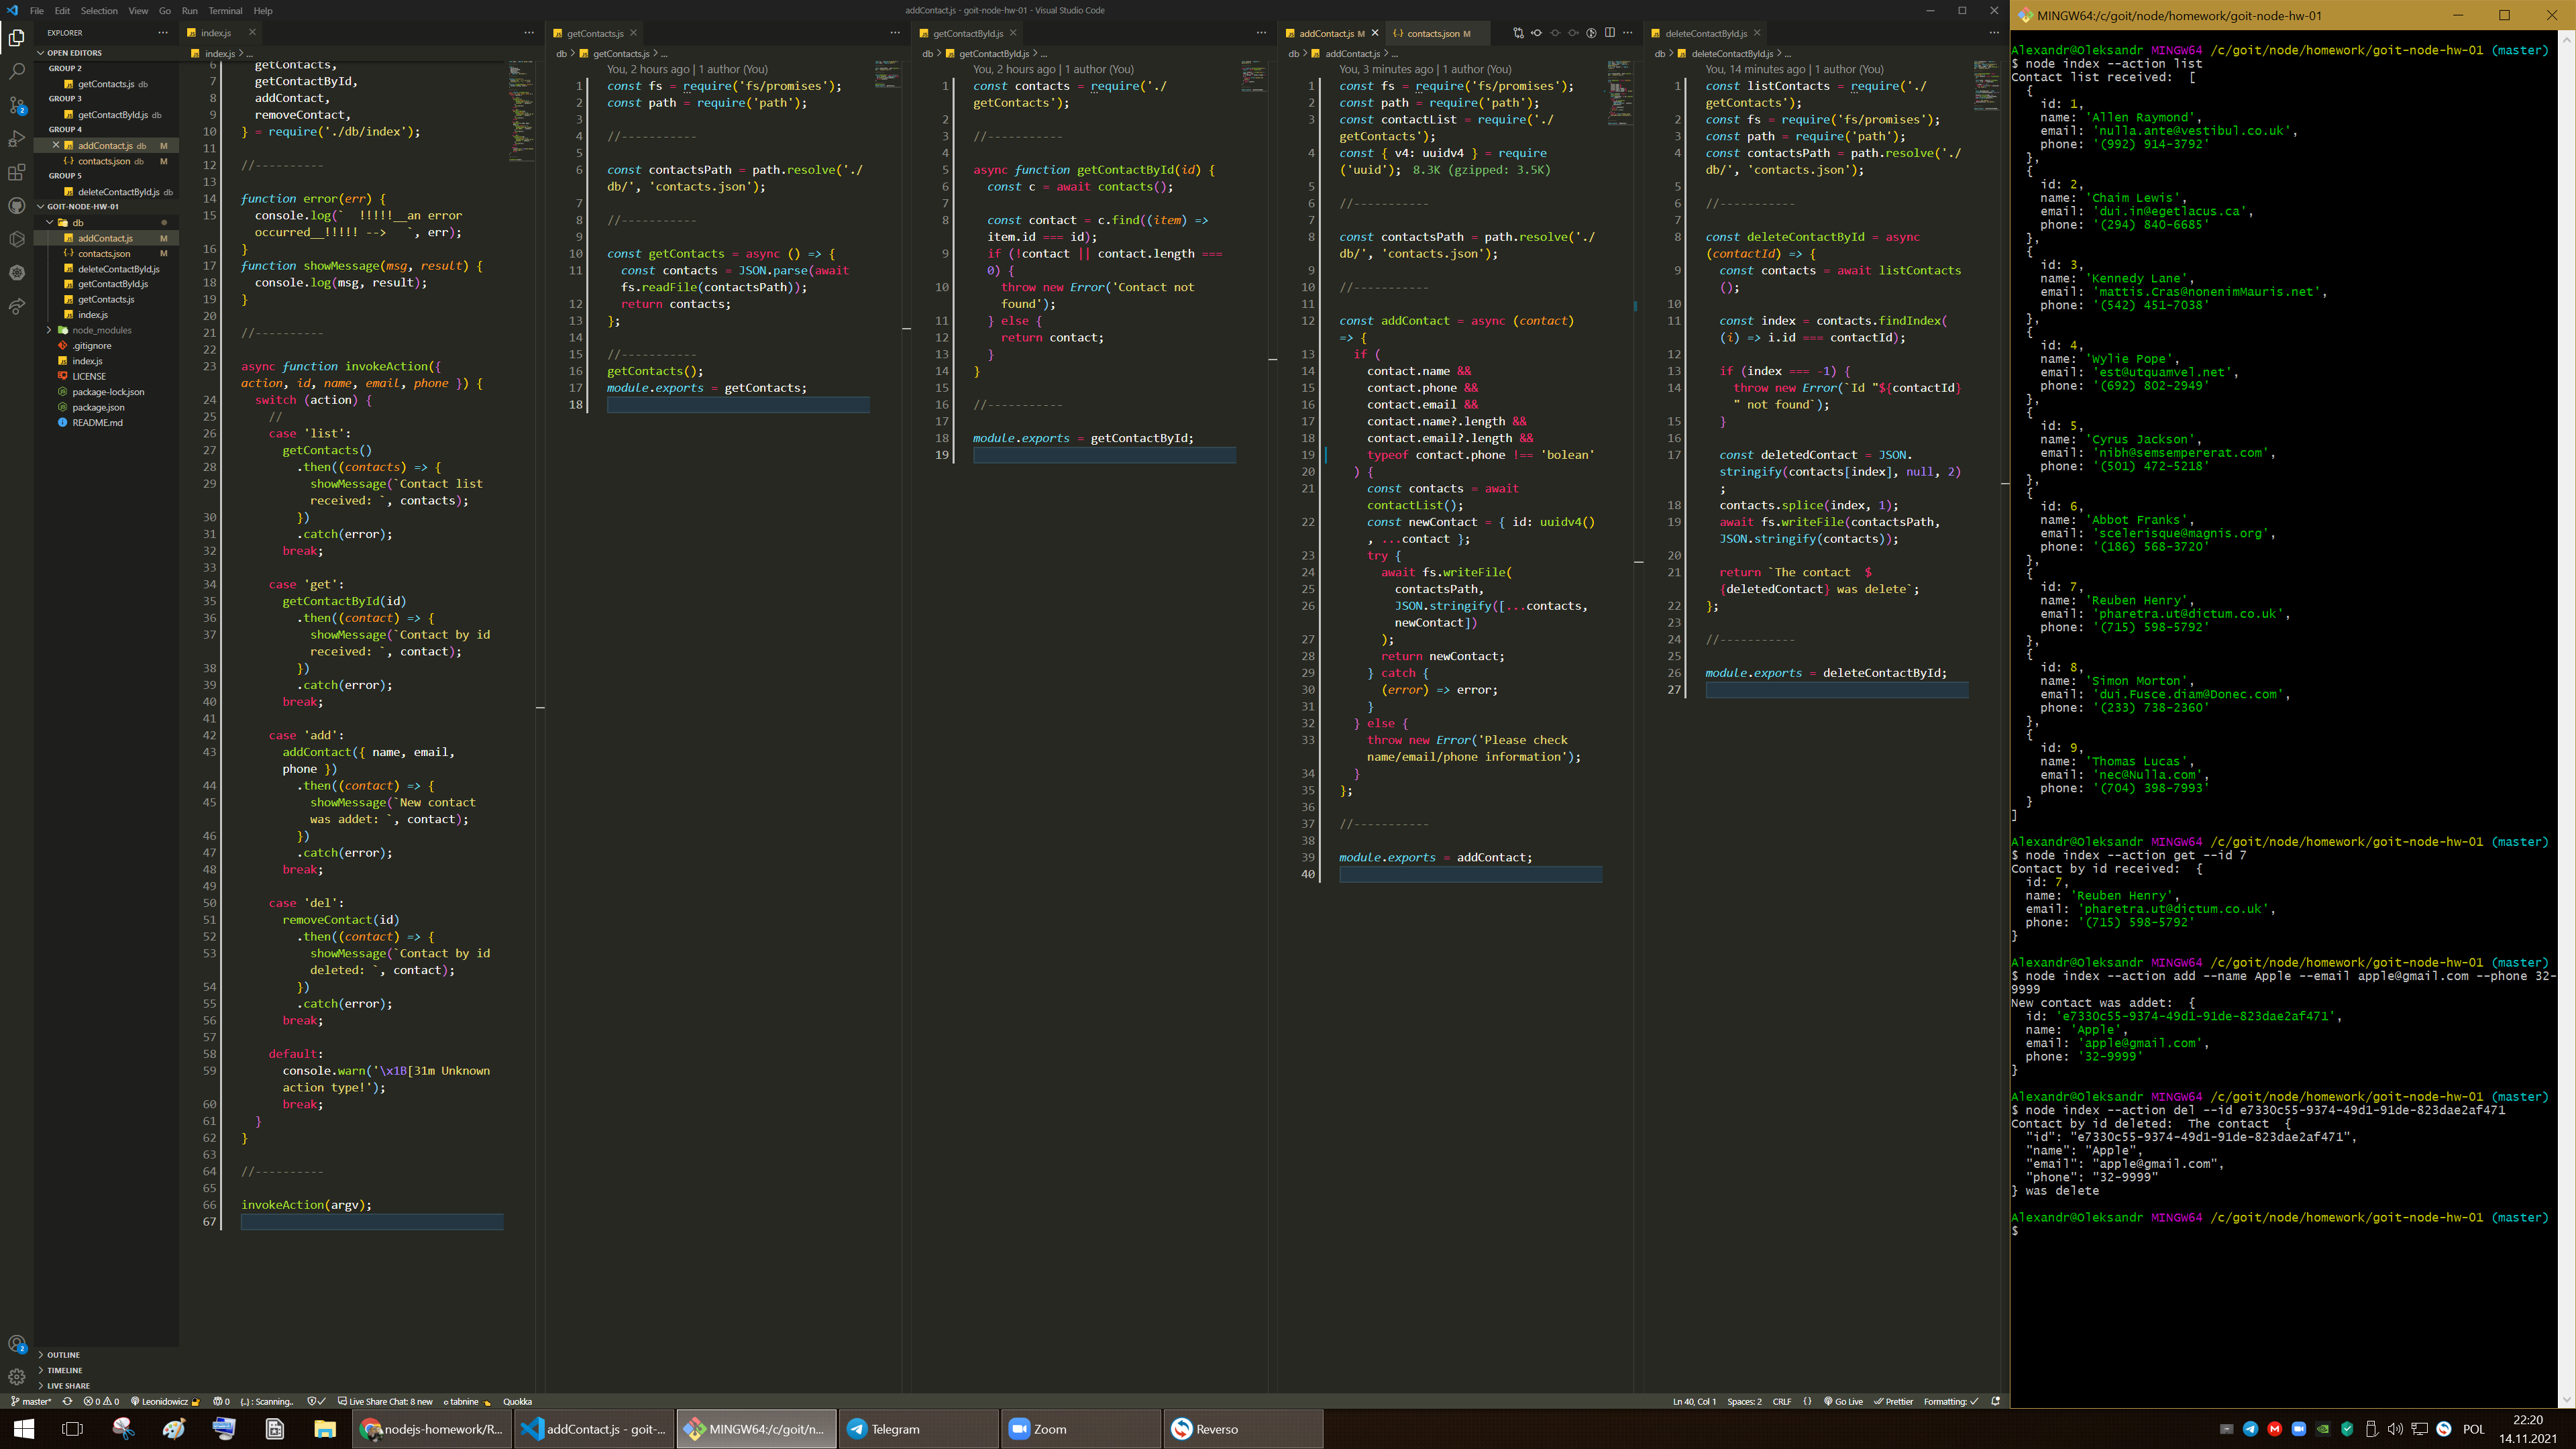 File Edit Selection View Go Run Terminal Help
addContact.js - goit-node-hw-01 - Visual Studio Code
EXPLORER
OPEN EDITORS
GROUP 2
getContacts.js db
GROUP 3
getContactById.js db
GROUP 4
addContact.js db M
contacts.json db M
GROUP 5
deleteContactById.js db
GOIT-NODE-HW-01
db
addContact.js M
contacts.json M
deleteContactById.js
getContactById.js
getContacts.js
index.js
node_modules
.gitignore
index.js
LICENSE
package-lock.json
package.json
README.md
OUTLINE
TIMELINE
LIVE SHARE
index.js
index.js > ...
6 getContacts,
7 getContactById,
8 addContact,
9 removeContact,
10 } = require('./db/index');
11
12 //----------
13
14 function error(err) {
15 console.log(`  !!!!!__an error
occurred__!!!!! -->   `, err);
16 }
17 function showMessage(msg, result) {
18 console.log(msg, result);
19 }
20
21 //----------
22
23 async function invokeAction({
action, id, name, email, phone }) {
24 switch (action) {
25 //
26 case 'list':
27 getContacts()
28 .then((contacts) => {
29 showMessage(`Contact list
received: `, contacts);
30 })
31 .catch(error);
32 break;
33
34 case 'get':
35 getContactById(id)
36 .then((contact) => {
37 showMessage(`Contact by id
received: `, contact);
38 })
39 .catch(error);
40 break;
41
42 case 'add':
43 addContact({ name, email,
phone })
44 .then((contact) => {
45 showMessage(`New contact
was addet: `, contact);
46 })
47 .catch(error);
48 break;
49
50 case 'del':
51 removeContact(id)
52 .then((contact) => {
53 showMessage(`Contact by id
deleted: `, contact);
54 })
55 .catch(error);
56 break;
57
58 default:
59 console.warn('\x1B[31m Unknown
action type!');
60 break;
61 }
62 }
63
64 //----------
65
66 invokeAction(argv);
67
getContacts.js
db > getContacts.js > ...
You, 2 hours ago | 1 author (You)
1 const fs = require('fs/promises');
2 const path = require('path');
3
4 //-----------
5
6 const contactsPath = path.resolve('./
db/', 'contacts.json');
7
8 //-----------
9
10 const getContacts = async () => {
11 const contacts = JSON.parse(await
fs.readFile(contactsPath));
12 return contacts;
13 };
14
15 //-----------
16 getContacts();
17 module.exports = getContacts;
18
getContactById.js
db > getContactById.js > ...
You, 2 hours ago | 1 author (You)
1 const contacts = require('./
getContacts');
2
3 //-----------
4
5 async function getContactById(id) {
6 const c = await contacts();
7
8 const contact = c.find((item) =>
item.id === id);
9 if (!contact || contact.length ===
0) {
10 throw new Error('Contact not
found');
11 } else {
12 return contact;
13 }
14 }
15
16 //-----------
17
18 module.exports = getContactById;
19
addContact.js M
contacts.json M
db > addContact.js > ...
You, 3 minutes ago | 1 author (You)
1 const fs = require('fs/promises');
2 const path = require('path');
3 const contactList = require('./
getContacts');
4 const { v4: uuidv4 } = require
('uuid'); 8.3K (gzipped: 3.5K)
5
6 //-----------
7
8 const contactsPath = path.resolve('./
db/', 'contacts.json');
9
10 //-----------
11
12 const addContact = async (contact)
=> {
13 if (
14 contact.name &&
15 contact.phone &&
16 contact.email &&
17 contact.name?.length &&
18 contact.email?.length &&
19 typeof contact.phone !== 'bolean'
20 ) {
21 const contacts = await
contactList();
22 const newContact = { id: uuidv4()
, ...contact };
23 try {
24 await fs.writeFile(
25 contactsPath,
26 JSON.stringify([...contacts,
newContact])
27 );
28 return newContact;
29 } catch {
30 (error) => error;
31 }
32 } else {
33 throw new Error('Please check
name/email/phone information');
34 }
35 };
36
37 //-----------
38
39 module.exports = addContact;
40
deleteContactById.js
db > deleteContactById.js > ...
You, 14 minutes ago | 1 author (You)
1 const listContacts = require('./
getContacts');
2 const fs = require('fs/promises');
3 const path = require('path');
4 const contactsPath = path.resolve('./
db/', 'contacts.json');
5
6 //-----------
7
8 const deleteContactById = async
(contactId) => {
9 const contacts = await listContacts
();
10
11 const index = contacts.findIndex(
(i) => i.id === contactId);
12
13 if (index === -1) {
14 throw new Error(`Id "${contactId}
" not found`);
15 }
16
17 const deletedContact = JSON.
stringify(contacts[index], null, 2)
;
18 contacts.splice(index, 1);
19 await fs.writeFile(contactsPath,
JSON.stringify(contacts));
20
21 return `The contact  $
{deletedContact} was delete`;
22 };
23
24 //-----------
25
26 module.exports = deleteContactById;
27
MINGW64:/c/goit/node/homework/goit-node-hw-01
Alexandr@Oleksandr MINGW64 /c/goit/node/homework/goit-node-hw-01 (master)
$ node index --action list
Contact list received:  [
{
id: 1,
name: 'Allen Raymond',
email: 'nulla.ante@vestibul.co.uk',
phone: '(992) 914-3792'
},
{
id: 2,
name: 'Chaim Lewis',
email: 'dui.in@egetlacus.ca',
phone: '(294) 840-6685'
},
{
id: 3,
name: 'Kennedy Lane',
email: 'mattis.Cras@nonenimMauris.net',
phone: '(542) 451-7038'
},
{
id: 4,
name: 'Wylie Pope',
email: 'est@utquamvel.net',
phone: '(692) 802-2949'
},
{
id: 5,
name: 'Cyrus Jackson',
email: 'nibh@semsempererat.com',
phone: '(501) 472-5218'
},
{
id: 6,
name: 'Abbot Franks',
email: 'scelerisque@magnis.org',
phone: '(186) 568-3720'
},
{
id: 7,
name: 'Reuben Henry',
email: 'pharetra.ut@dictum.co.uk',
phone: '(715) 598-5792'
},
{
id: 8,
name: 'Simon Morton',
email: 'dui.Fusce.diam@Donec.com',
phone: '(233) 738-2360'
},
{
id: 9,
name: 'Thomas Lucas',
email: 'nec@Nulla.com',
phone: '(704) 398-7993'
}
]
Alexandr@Oleksandr MINGW64 /c/goit/node/homework/goit-node-hw-01 (master)
$ node index --action get --id 7
Contact by id received:  {
id: 7,
name: 'Reuben Henry',
email: 'pharetra.ut@dictum.co.uk',
phone: '(715) 598-5792'
}
Alexandr@Oleksandr MINGW64 /c/goit/node/homework/goit-node-hw-01 (master)
$ node index --action add --name Apple --email apple@gmail.com --phone 32-
9999
New contact was addet:  {
id: 'e7330c55-9374-49d1-91de-823dae2af471',
name: 'Apple',
email: 'apple@gmail.com',
phone: '32-9999'
}
Alexandr@Oleksandr MINGW64 /c/goit/node/homework/goit-node-hw-01 (master)
$ node index --action del --id e7330c55-9374-49d1-91de-823dae2af471
Contact by id deleted:  The contact  {
"id": "e7330c55-9374-49d1-91de-823dae2af471",
"name": "Apple",
"email": "apple@gmail.com",
"phone": "32-9999"
} was delete
Alexandr@Oleksandr MINGW64 /c/goit/node/homework/goit-node-hw-01 (master)
$
master* 0 0 Leonidowicz 0 {..} : Scanning.. Live Share Chat: 8 new tabnine Quokka
Ln 40, Col 1 Spaces: 2 CRLF {} Go Live Prettier Formatting:
nodejs-homework/R... addContact.js - goit-... MINGW64:/c/goit/n... Telegram Zoom Reverso
POL
22:20
14.11.2021